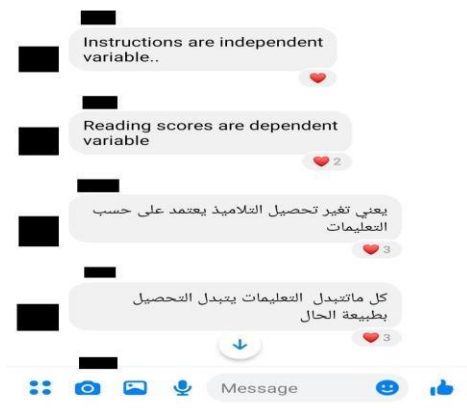 Instructions are independent
variable..
Reading scores are dependent
variable
2
يعني تغير تحصيل التلاميذ يعتمد على حسب
التعليمات
3
كل ماتتبدل التعليمات يتبدل التحصيل
بطبيعة الحال
3
Message